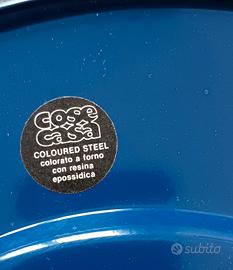 cose
casa
COLOURED STEEL
colorato a forno
con resina
epossidica
subito